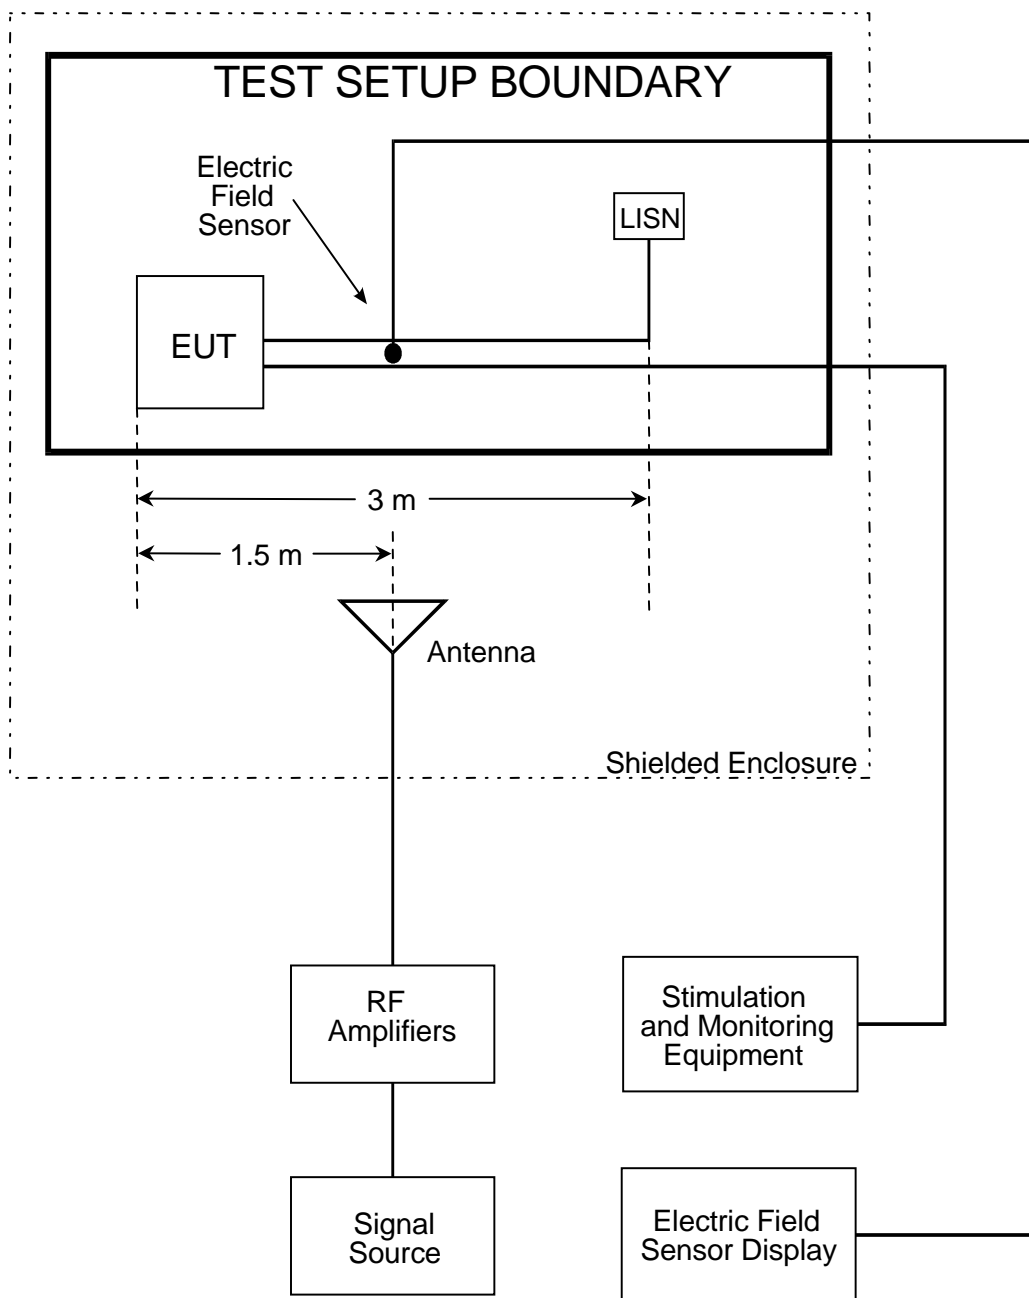 TEST SETUP BOUNDARY
Electric
Field
Sensor
LISN
EUT
3 m
1.5 m
Antenna
Shielded Enclosure
RF
Amplifiers
Stimulation
and Monitoring
Equipment
Signal
Source
Electric Field
Sensor Display